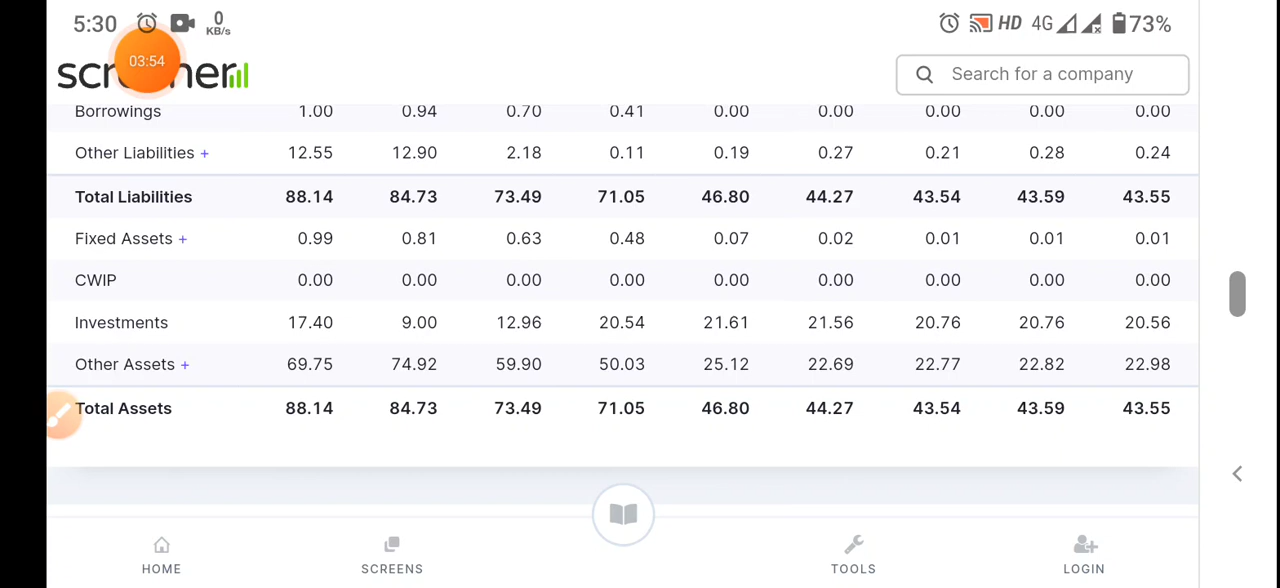 5:30 0 KB/s HD 4G 73%
03:54
Search for a company
Borrowings 1.00 0.94 0.70 0.41 0.00 0.00 0.00 0.00 0.00
Other Liabilities + 12.55 12.90 2.18 0.11 0.19 0.27 0.21 0.28 0.24
Total Liabilities 88.14 84.73 73.49 71.05 46.80 44.27 43.54 43.59 43.55
Fixed Assets + 0.99 0.81 0.63 0.48 0.07 0.02 0.01 0.01 0.01
CWIP 0.00 0.00 0.00 0.00 0.00 0.00 0.00 0.00 0.00
Investments 17.40 9.00 12.96 20.54 21.61 21.56 20.76 20.76 20.56
Other Assets + 69.75 74.92 59.90 50.03 25.12 22.69 22.77 22.82 22.98
Total Assets 88.14 84.73 73.49 71.05 46.80 44.27 43.54 43.59 43.55
HOME SCREENS TOOLS LOGIN